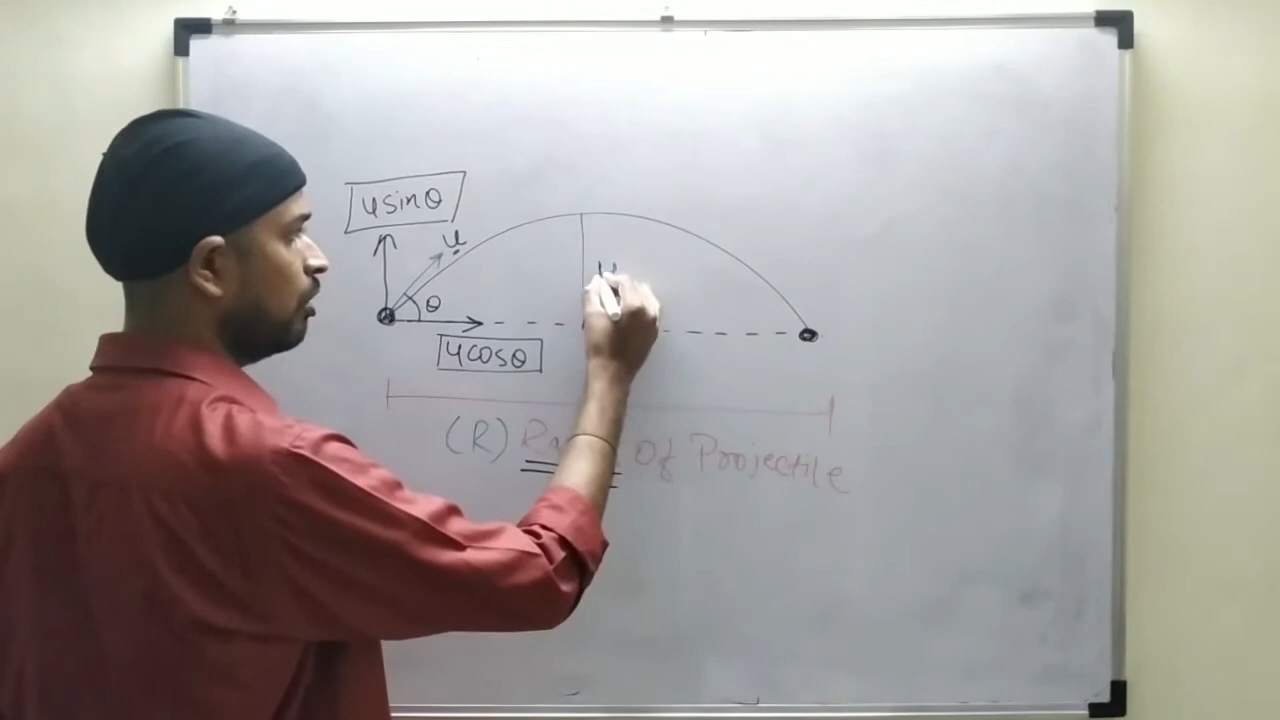 usinθ
u
θ
H
ucosθ
(R) Of Projectile